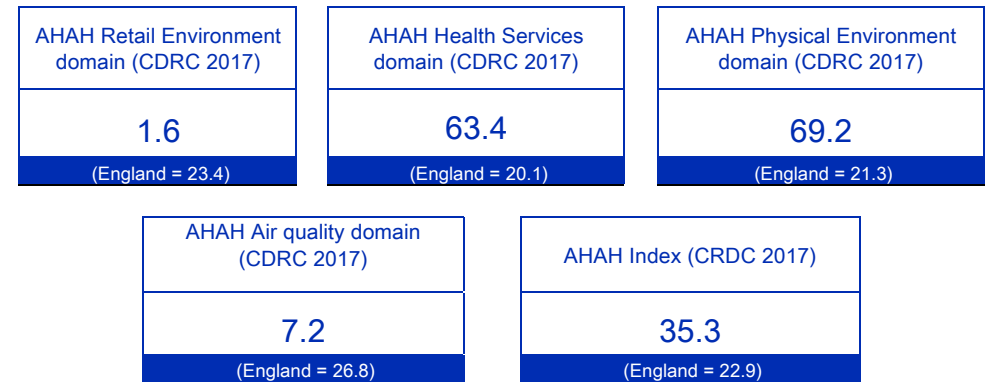 AHAH Retail Environment
domain (CDRC 2017)
1.6
(England = 23.4)
AHAH Health Services
domain (CDRC 2017)
63.4
(England = 20.1)
AHAH Physical Environment
domain (CDRC 2017)
69.2
(England = 21.3)
AHAH Air quality domain
(CDRC 2017)
7.2
(England = 26.8)
AHAH Index (CRDC 2017)
35.3
(England = 22.9)